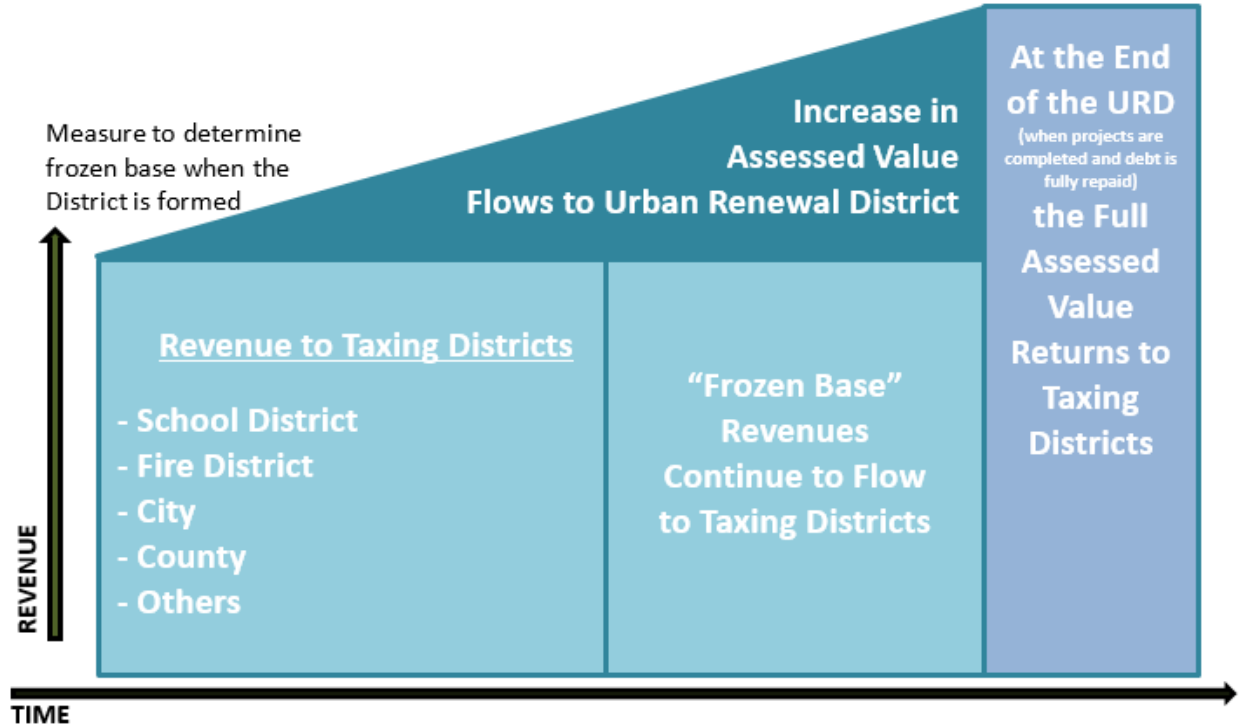 Measure to determine
frozen base when the
District is formed
Increase in
Assessed Value
Flows to Urban Renewal District
At the End
of the URD
(when projects are
completed and debt is
fully repaid)
the Full
Assessed
Value
Returns to
Taxing
Districts
Revenue to Taxing Districts
- School District
- Fire District
- City
- County
- Others
“Frozen Base”
Revenues
Continue to Flow
to Taxing Districts
REVENUE
TIME